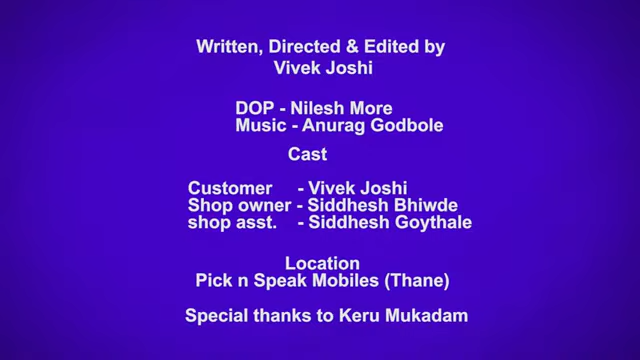 Written, Directed & Edited by
Vivek Joshi
DOP - Nilesh More
Music - Anurag Godbole
Cast
Customer - Vivek Joshi
Shop owner - Siddhesh Bhiwde
shop asst. - Siddhesh Goythale
Location
Pick n Speak Mobiles (Thane)
Special thanks to Keru Mukadam